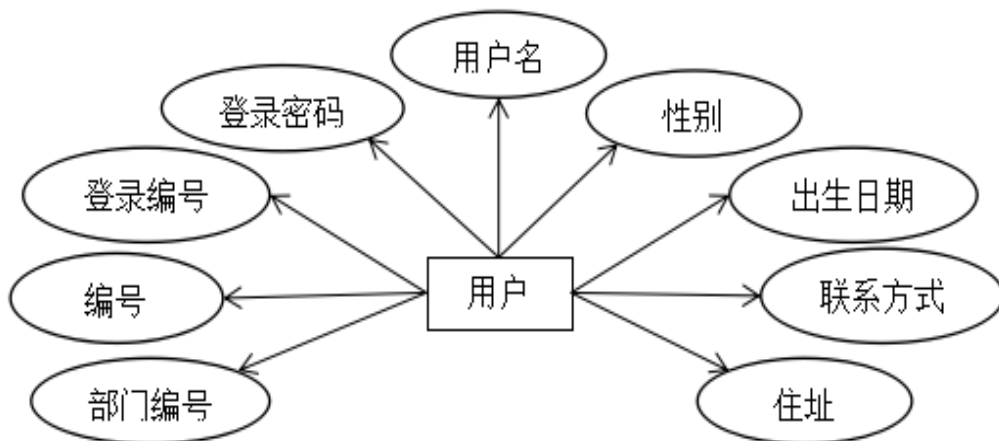 用户名
登录密码
性别
登录编号
出生日期
编号
用户
联系方式
部门编号
住址